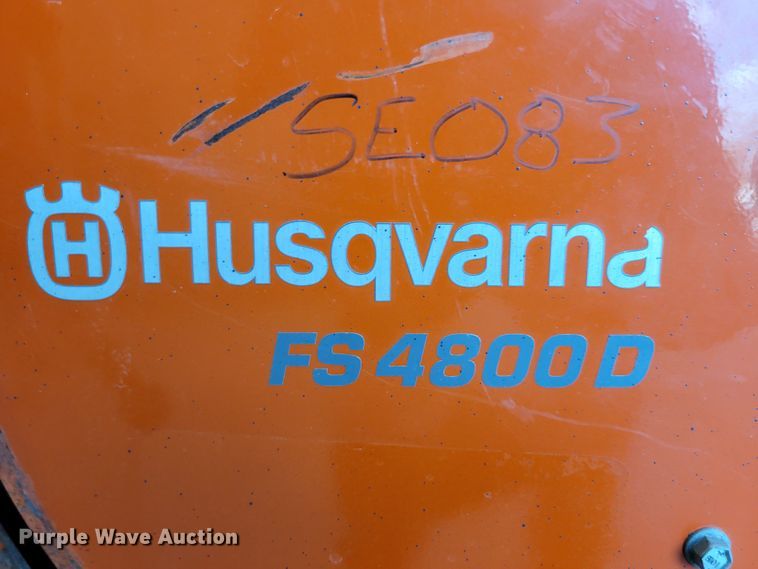 SE083
H Husqvarna
FS 4800 D
Purple Wave Auction